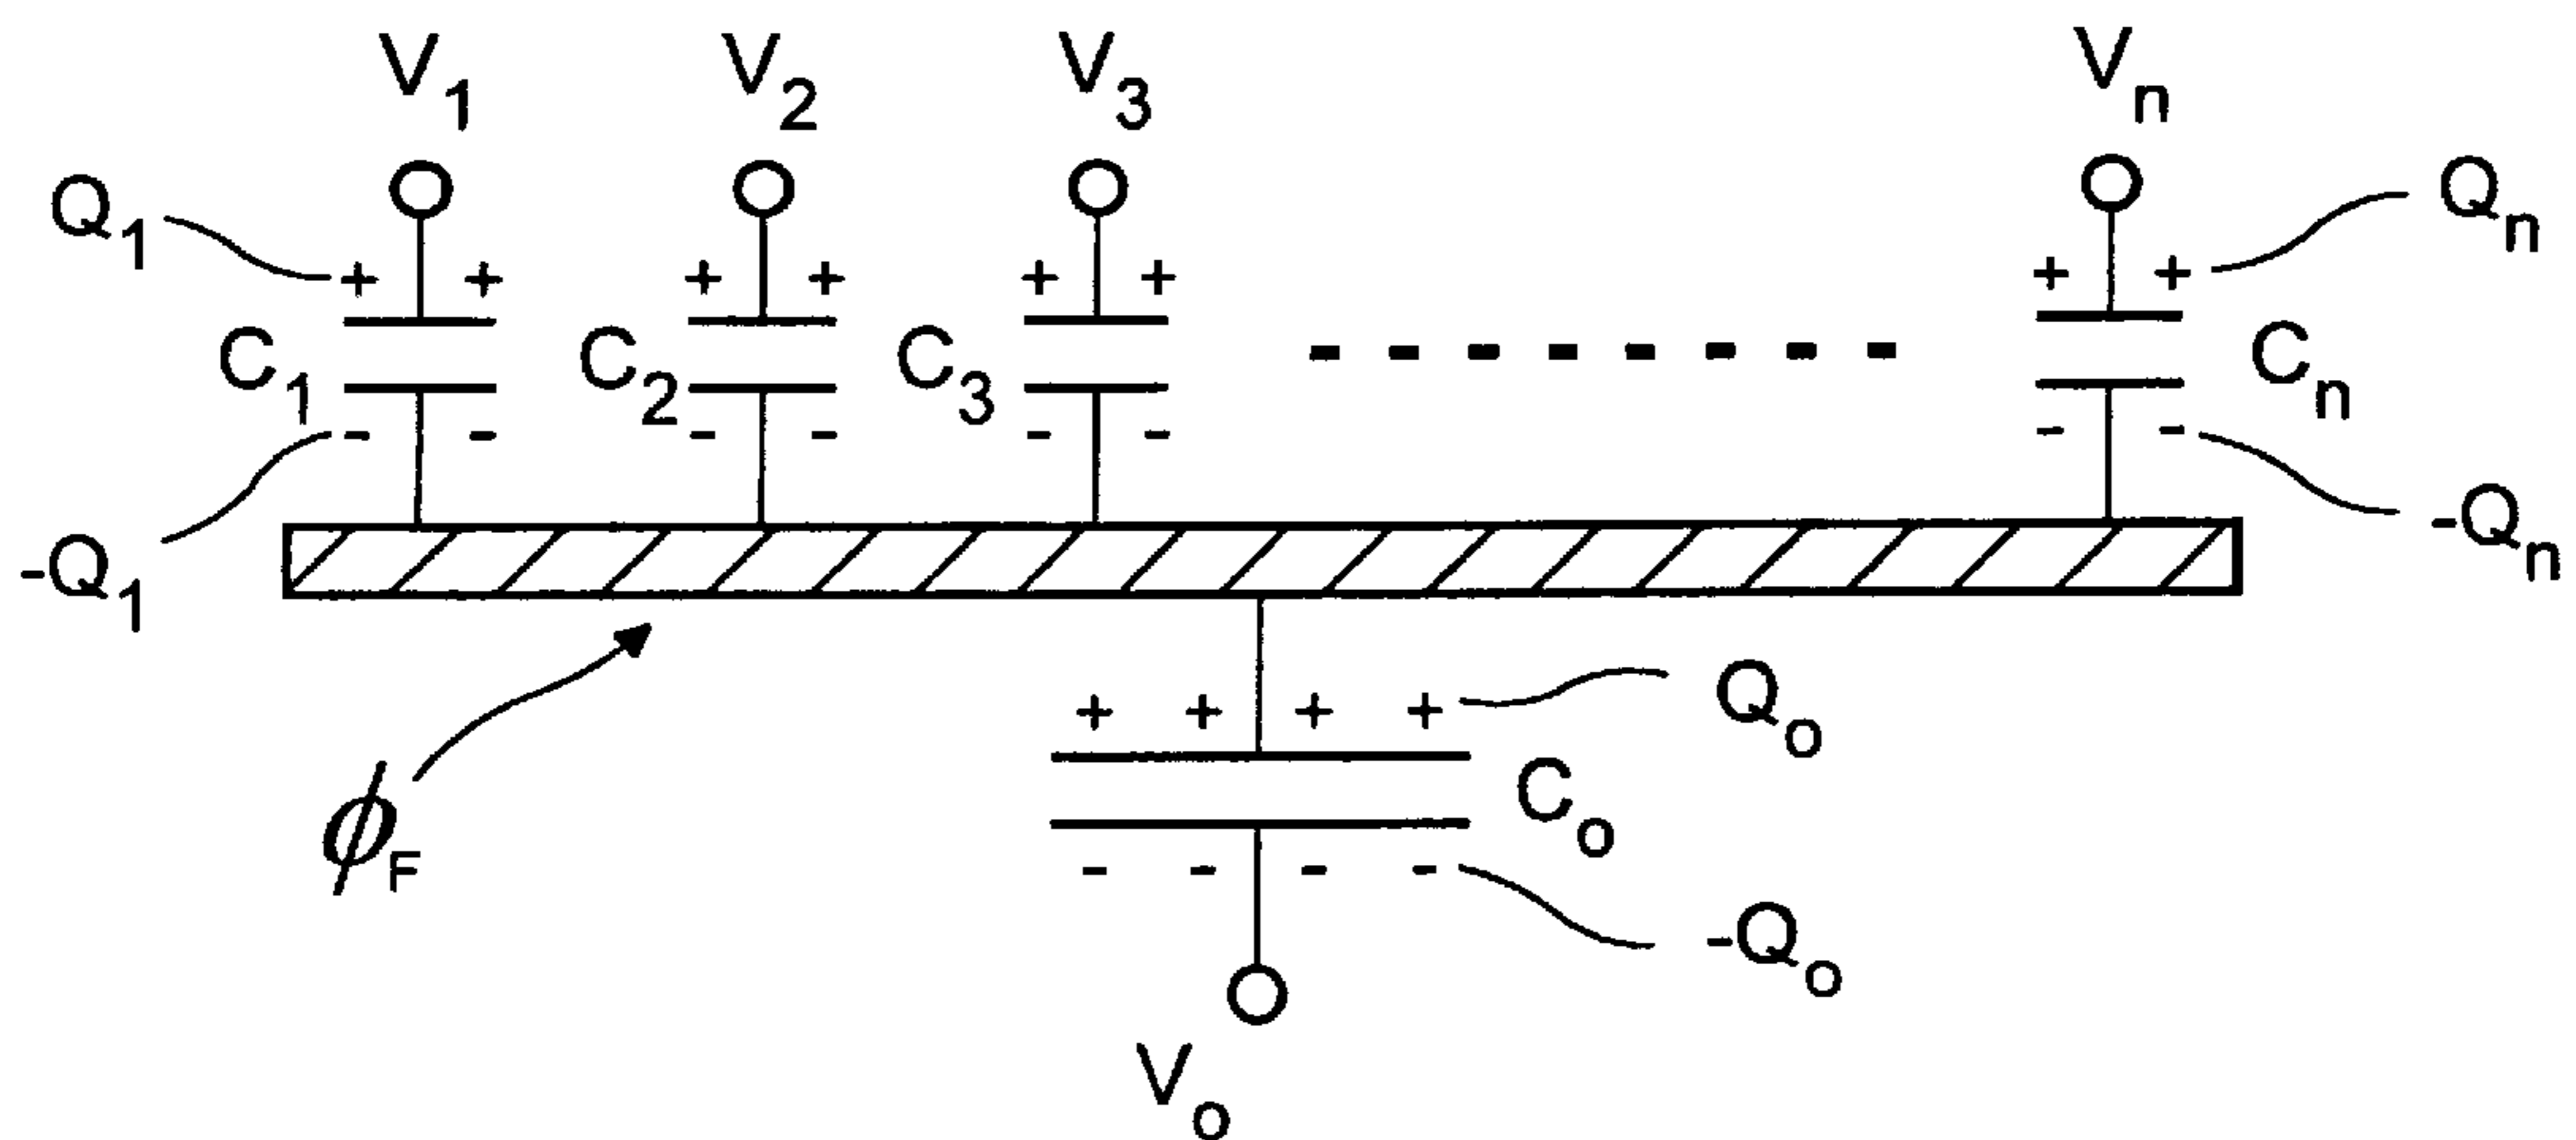 V1 V2 V3 Vn
Q1 + + + + + + + + Qn
C1 C2 C3 Cn
-Q1 - - - - - - - - -Qn
+ + + + Qo
Co
ϕF
- - - - -Qo
Vo